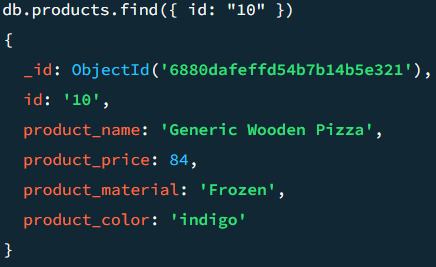 db.products.find({ id: "10" })
{
  _id: ObjectId('6880dafeffd54b7b14b5e321'),
  id: '10',
  product_name: 'Generic Wooden Pizza',
  product_price: 84,
  product_material: 'Frozen',
  product_color: 'indigo'
}